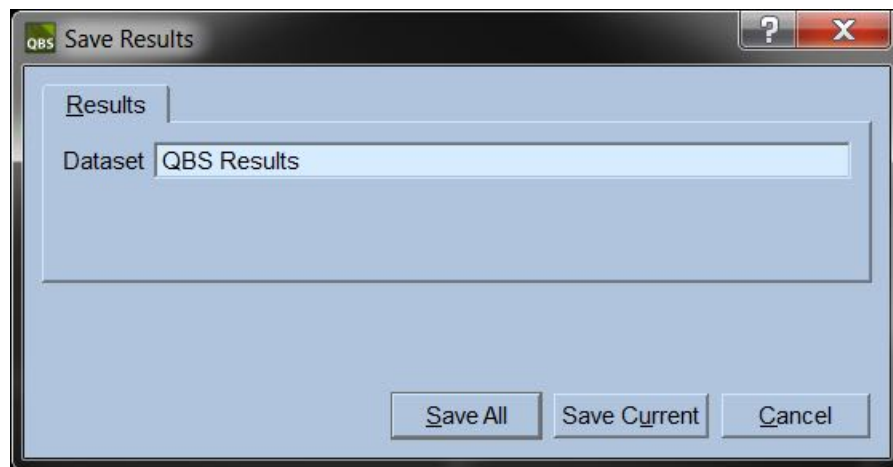 QBS Save Results ? X
Results
Dataset QBS Results
Save All Save Current Cancel